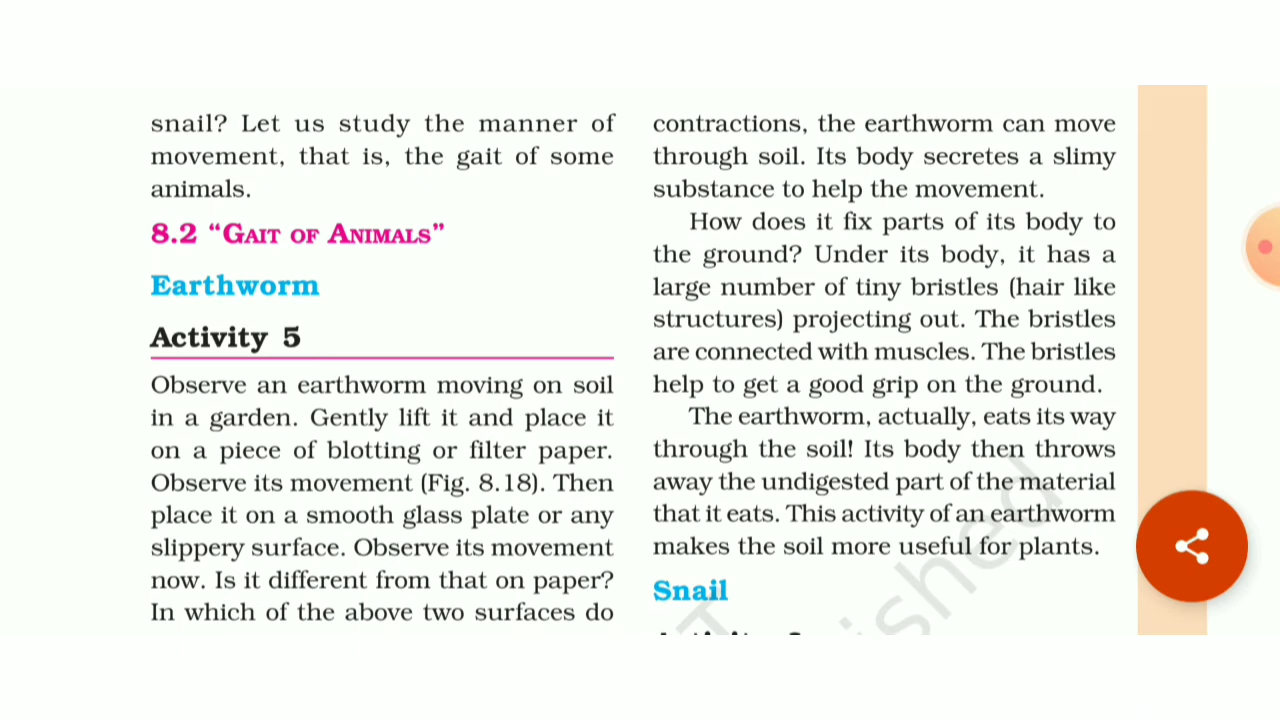 snail? Let us study the manner of
movement, that is, the gait of some
animals.
8.2 “GAIT OF ANIMALS”
Earthworm
Activity 5
Observe an earthworm moving on soil
in a garden. Gently lift it and place it
on a piece of blotting or filter paper.
Observe its movement (Fig. 8.18). Then
place it on a smooth glass plate or any
slippery surface. Observe its movement
now. Is it different from that on paper?
In which of the above two surfaces do
contractions, the earthworm can move
through soil. Its body secretes a slimy
substance to help the movement.
How does it fix parts of its body to
the ground? Under its body, it has a
large number of tiny bristles (hair like
structures) projecting out. The bristles
are connected with muscles. The bristles
help to get a good grip on the ground.
The earthworm, actually, eats its way
through the soil! Its body then throws
away the undigested part of the material
that it eats. This activity of an earthworm
makes the soil more useful for plants.
Snail